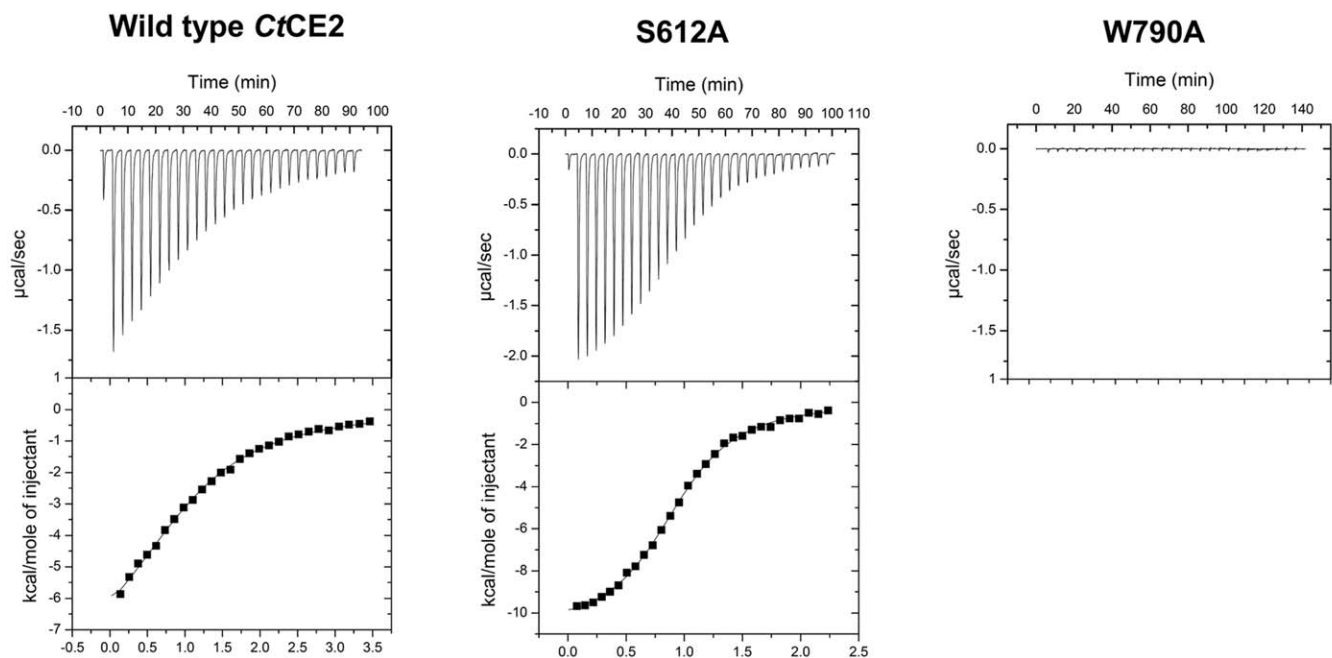 Wild type CtCE2
S612A
W790A
Time (min)
-10 0 10 20 30 40 50 60 70 80 90 100
0.0
-0.5
-1.0
-1.5
1
µcal/sec
0
-1
-2
-3
-4
-5
-6
-7
kcal/mole of injectant
-0.5 0.0 0.5 1.0 1.5 2.0 2.5 3.0 3.5
Time (min)
-10 0 10 20 30 40 50 60 70 80 90 100 110
0.0
-0.5
-1.0
-1.5
-2.0
µcal/sec
0
-2
-4
-6
-8
-10
kcal/mole of injectant
0.0 0.5 1.0 1.5 2.0 2.5
Time (min)
0 20 40 60 80 100 120 140
0.0
-0.5
-1.0
-1.5
1
µcal/sec